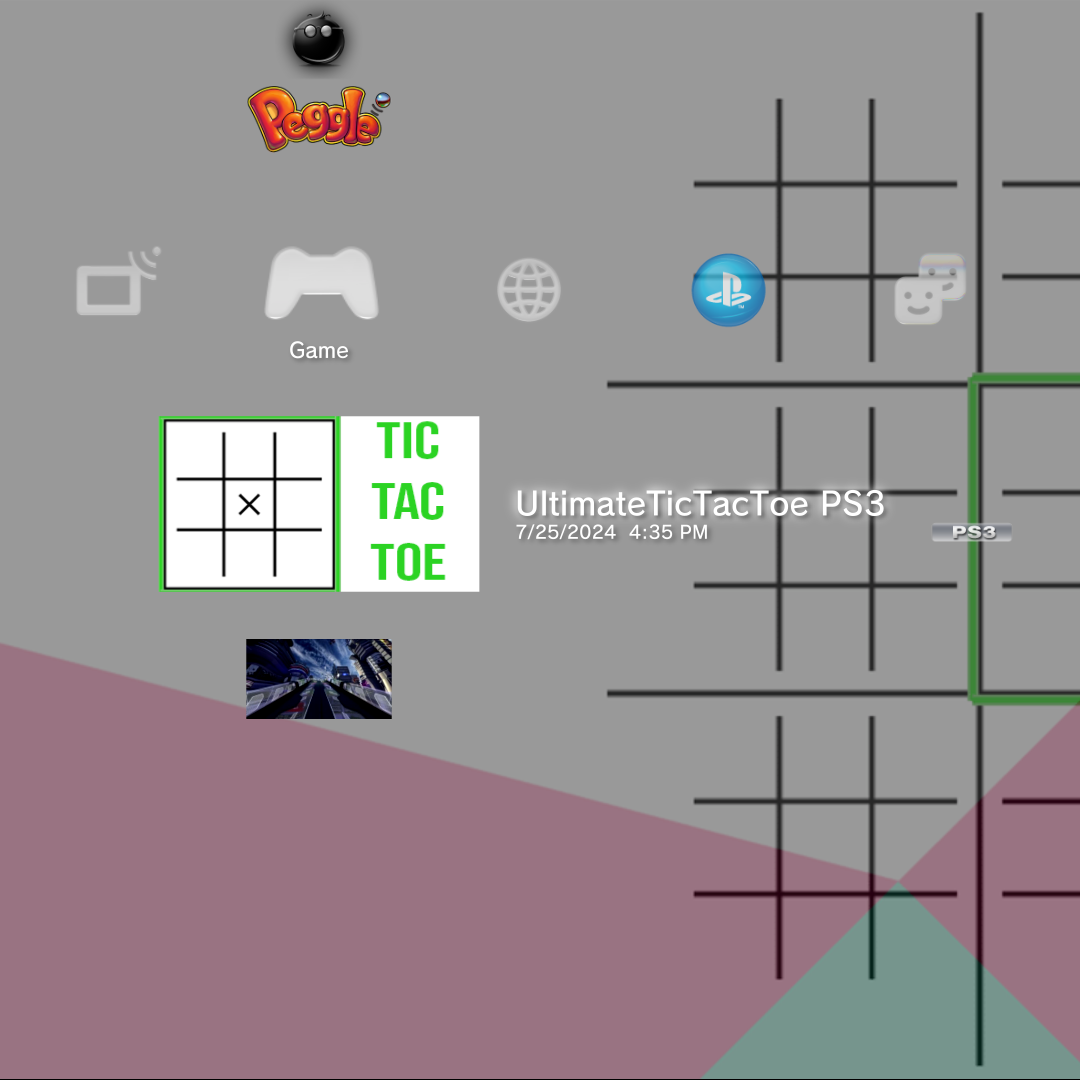 Peggle
Game
TIC
TAC
TOE
UltimateTicTacToe PS3
7/25/2024 4:35 PM
PS3